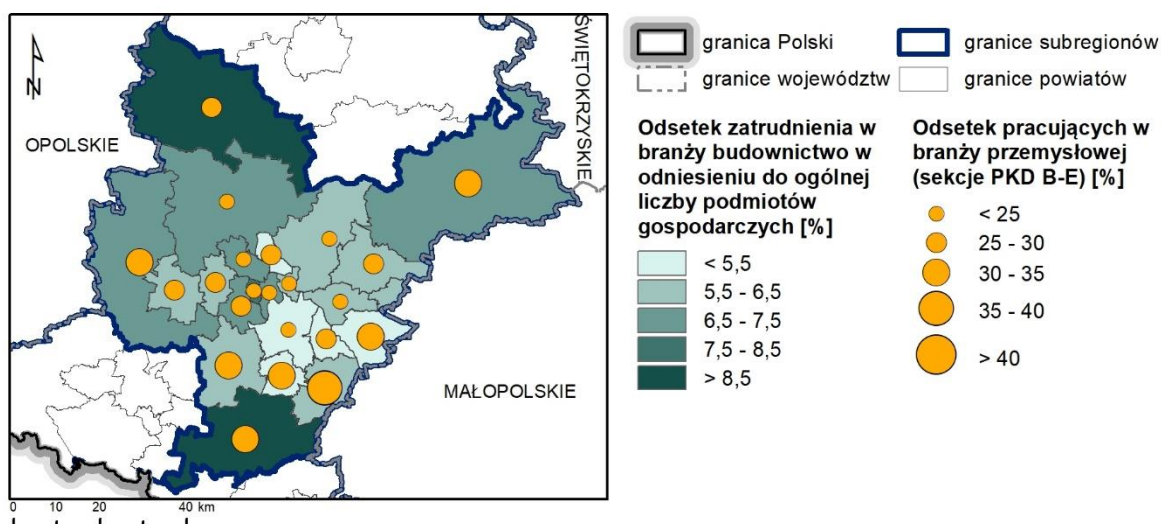 N
OPOLSKIE
ŚWIĘTOKRZYSKIE
MAŁOPOLSKIE
0 10 20 40 km
granica Polski
granice województw
granice subregionów
granice powiatów
Odsetek zatrudnienia w
branży budownictwo w
odniesieniu do ogólnej
liczby podmiotów
gospodarczych [%]
< 5,5
5,5 - 6,5
6,5 - 7,5
7,5 - 8,5
> 8,5
Odsetek pracujących w
branży przemysłowej
(sekcje PKD B-E) [%]
< 25
25 - 30
30 - 35
35 - 40
> 40